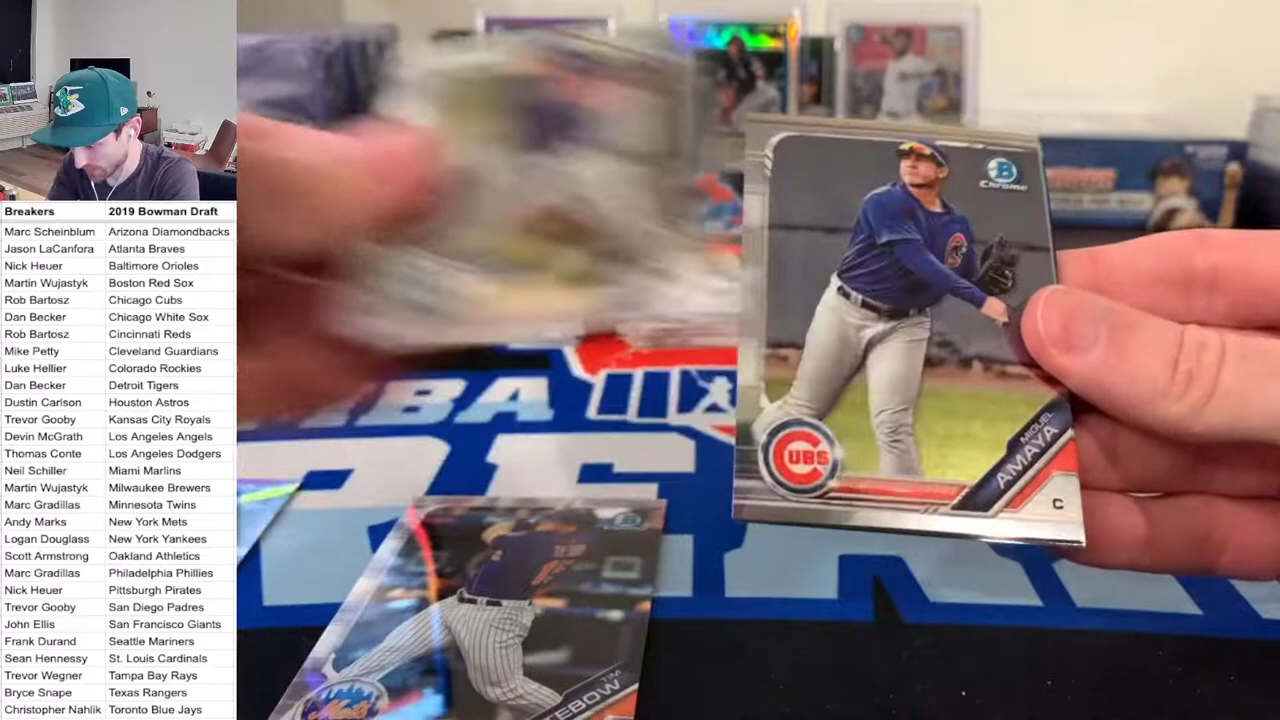 Breakers 2019 Bowman Draft
Marc Scheinblum Arizona Diamondbacks
Jason LaCanfora Atlanta Braves
Nick Heuer Baltimore Orioles
Martin Wujastyk Boston Red Sox
Rob Bartosz Chicago Cubs
Dan Becker Chicago White Sox
Rob Bartosz Cincinnati Reds
Mike Petty Cleveland Guardians
Luke Hellier Colorado Rockies
Dan Becker Detroit Tigers
Dustin Carlson Houston Astros
Trevor Gooby Kansas City Royals
Devin McGrath Los Angeles Angels
Thomas Conte Los Angeles Dodgers
Neil Schiller Miami Marlins
Martin Wujastyk Milwaukee Brewers
Marc Gradillas Minnesota Twins
Andy Marks New York Mets
Logan Douglass New York Yankees
Scott Armstrong Oakland Athletics
Marc Gradillas Philadelphia Phillies
Nick Heuer Pittsburgh Pirates
Trevor Gooby San Diego Padres
John Ellis San Francisco Giants
Frank Durand Seattle Mariners
Sean Hennessy St. Louis Cardinals
Trevor Wegner Tampa Bay Rays
Bryce Snape Texas Rangers
Christopher Nahlik Toronto Blue Jays
B
Chrome
MIGUEL
AMAYA
C
CUBS
TIM
EBOW
Mets